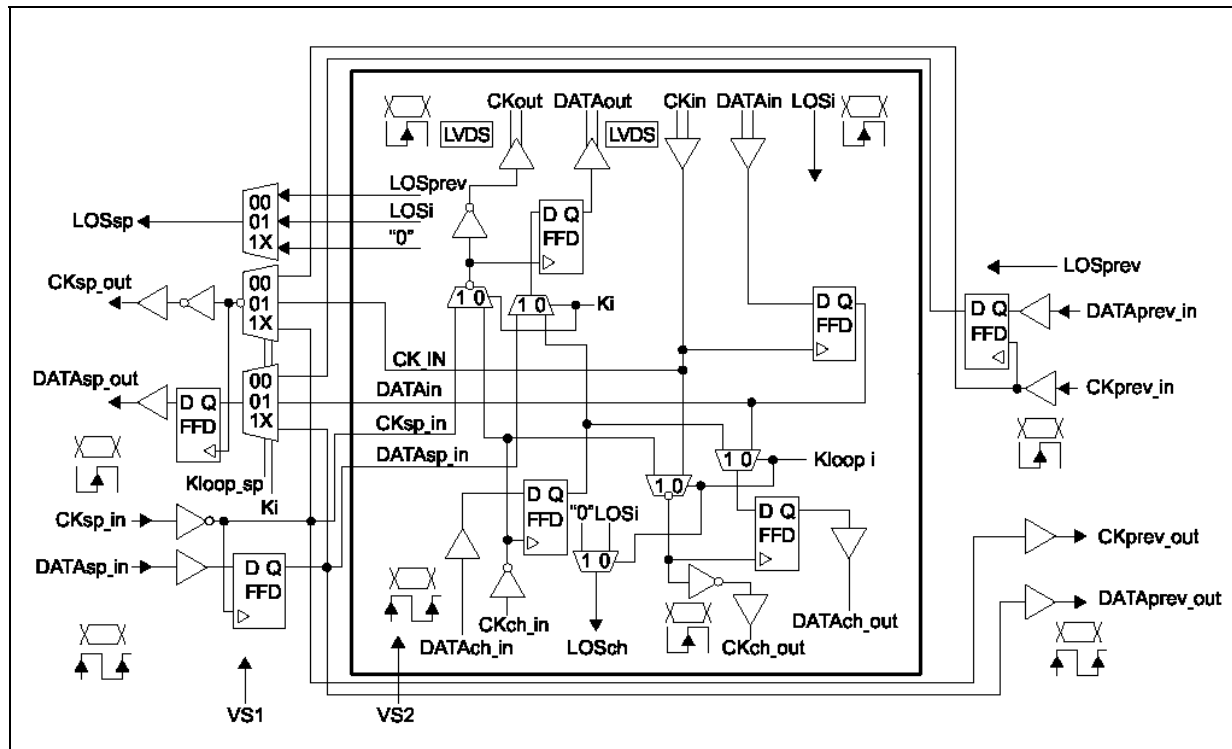 CKout DATAout CKin DATAin LOSi
LVDS LVDS
LOSprev
00
LOSsp 01 LOSi
1X "0"
D Q
FFD
LOSprev
CKsp_out 00
01
1X
1 0 1 0 Ki
D Q
FFD
D Q
FFD
DATAprev_in
CK_IN
CKprev_in
DATAsp_out 00
01
1X
D Q
FFD
DATAin
CKsp_in
DATAsp_in
Kloop_sp
Ki
1 0 Kloop i
1 0
CKsp_in
D Q
FFD
"0" LOSi
1 0
D Q
FFD
CKprev_out
DATAsp_in
D Q
FFD
DATAprev_out
CKch_in
DATAch_in
LOSch
CKch_out
DATAch_out
VS1 VS2